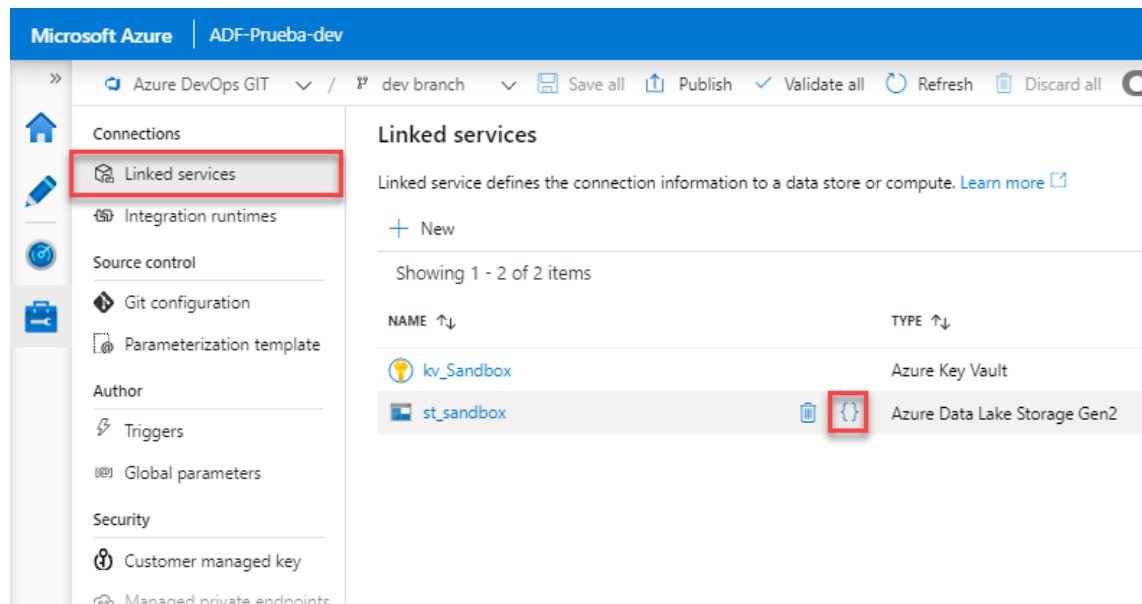 Microsoft Azure | ADF-Prueba-dev
» Azure DevOps GIT / dev branch Save all Publish Validate all Refresh Discard all
Connections
Linked services
Integration runtimes
Source control
Git configuration
Parameterization template
Author
Triggers
Global parameters
Security
Customer managed key
Managed private endpoints
Linked services
Linked service defines the connection information to a data store or compute. Learn more
+ New
Showing 1 - 2 of 2 items
NAME ↑↓ TYPE ↑↓
kv_Sandbox Azure Key Vault
st_sandbox {} Azure Data Lake Storage Gen2